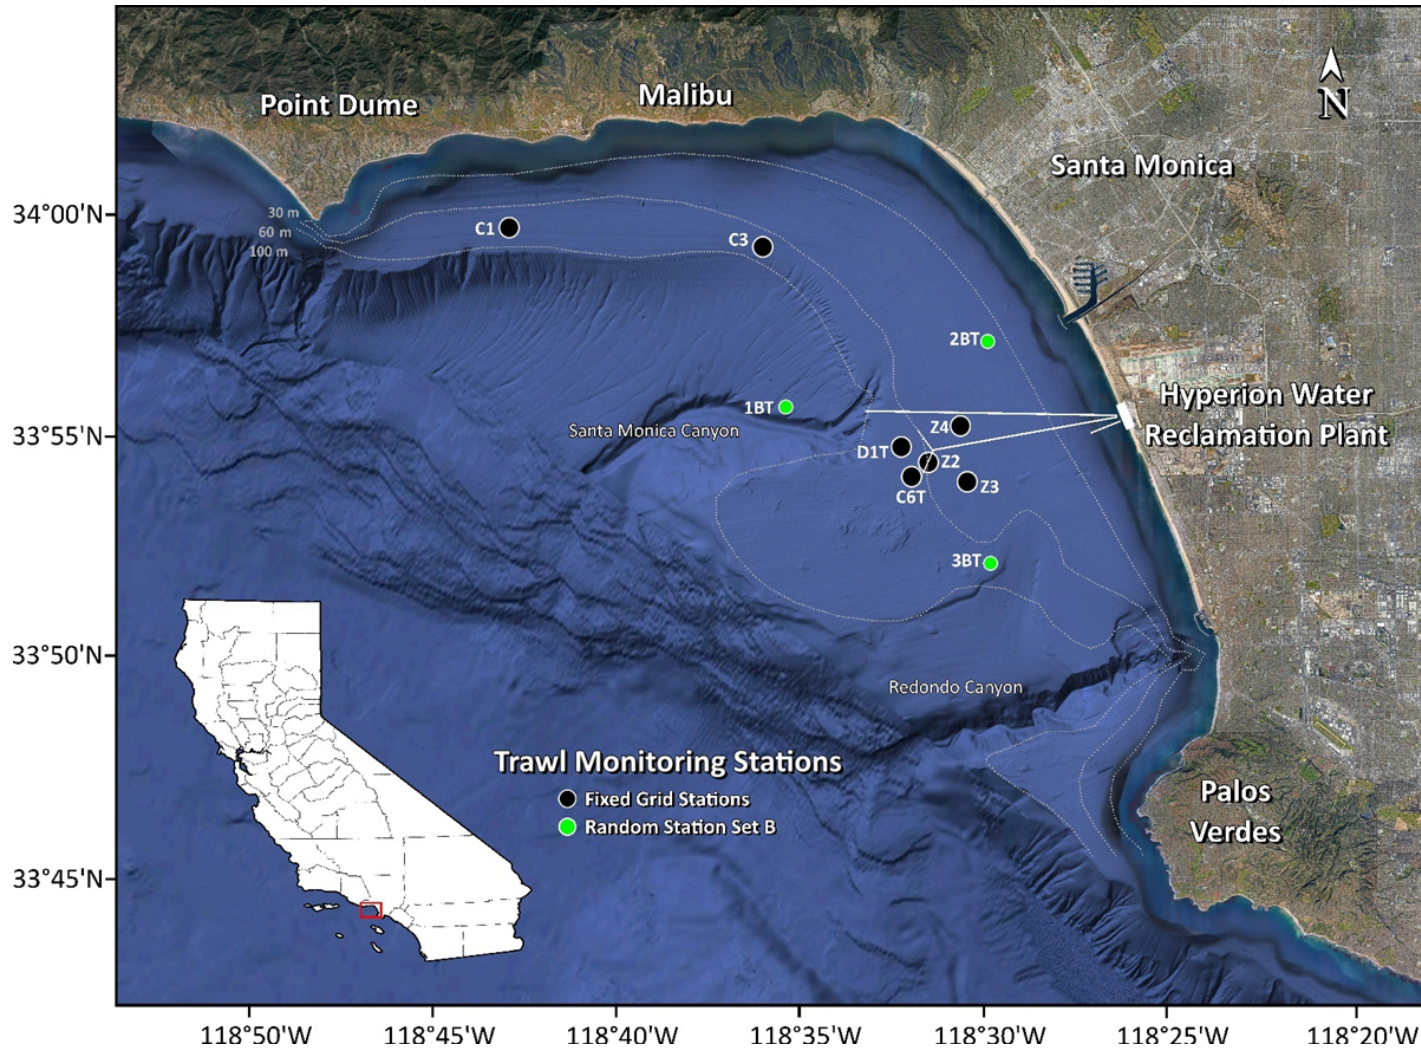 Point Dume
Malibu
N
Santa Monica
34°00'N
30 m
60 m
100 m
C1
C3
2BT
1BT
Hyperion Water
Reclamation Plant
Santa Monica Canyon
33°55'N
Z4
D1T
Z2
C6T
Z3
3BT
33°50'N
Redondo Canyon
Trawl Monitoring Stations
Fixed Grid Stations
Random Station Set B
Palos
Verdes
33°45'N
118°50'W
118°45'W
118°40'W
118°35'W
118°30'W
118°25'W
118°20'W